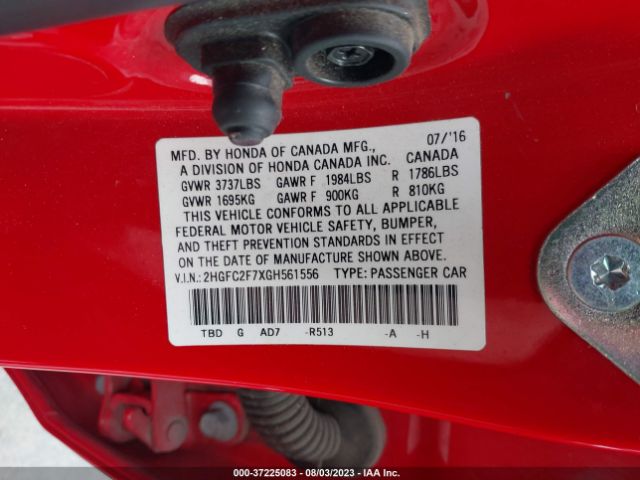 07/'16
MFD. BY HONDA OF CANADA MFG.,
A DIVISION OF HONDA CANADA INC. CANADA
GVWR 3737LBS GAWR F 1984LBS R 1786LBS
GVWR 1695KG GAWR F 900KG R 810KG
THIS VEHICLE CONFORMS TO ALL APPLICABLE
FEDERAL MOTOR VEHICLE SAFETY, BUMPER,
AND THEFT PREVENTION STANDARDS IN EFFECT
ON THE DATE OF MANUFACTURE SHOWN ABOVE.
V.I.N.: 2HGFC2F7XGH561556 TYPE: PASSENGER CAR
TBD G AD7 -R513 -A -H
000-37225083 - 08/03/2023 - IAA Inc.